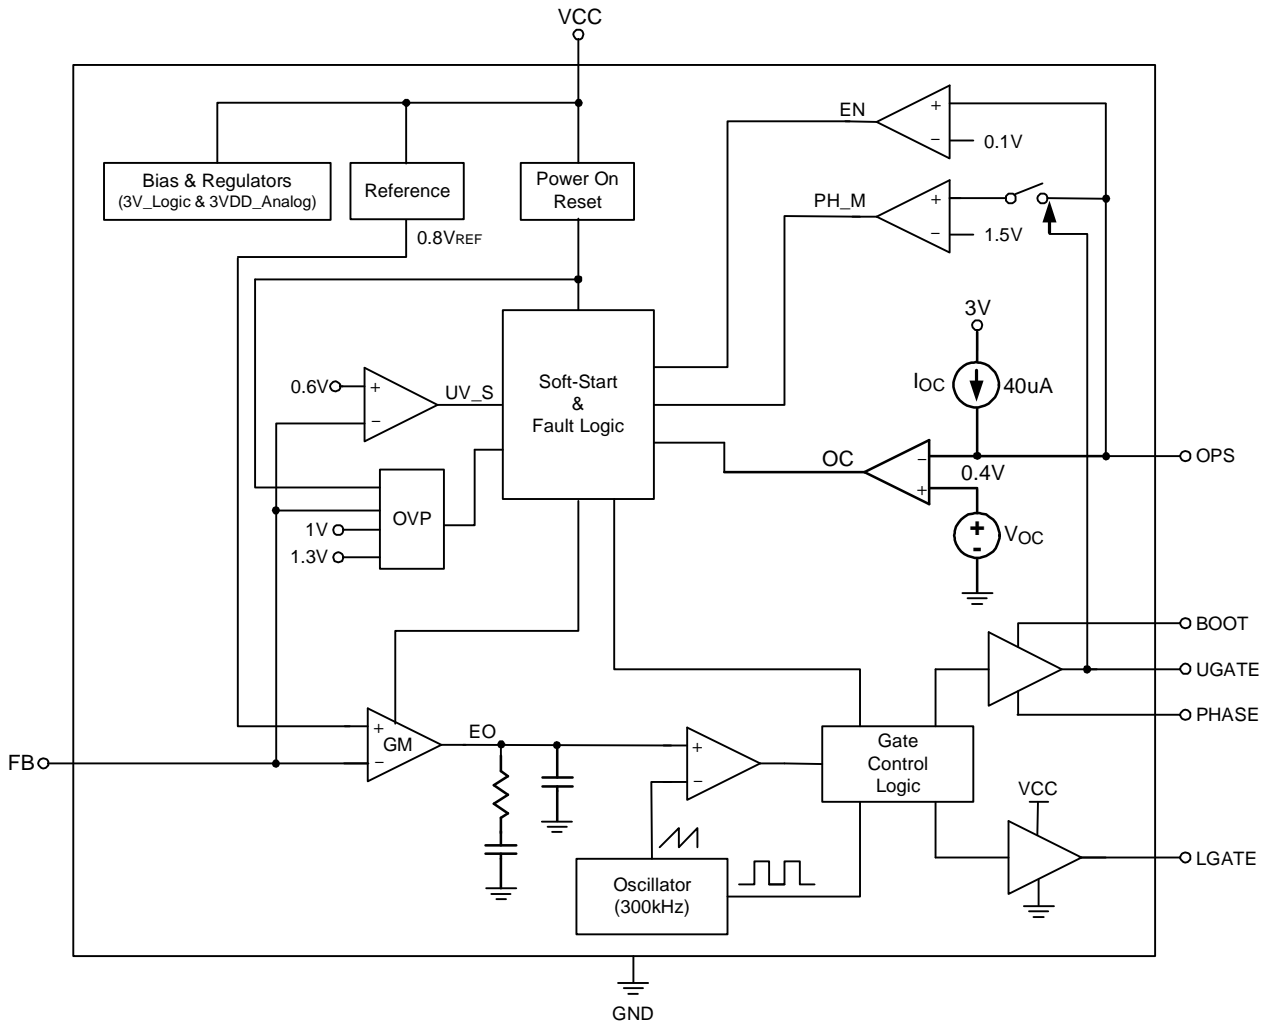 VCC
EN
+
−
0.1V
Bias & Regulators
(3V_Logic & 3VDD_Analog)
Reference
Power On
Reset
PH_M
+
−
1.5V
0.8VREF
3V
IOC
40uA
0.6V
+
−
UV_S
Soft-Start
&
Fault Logic
OC
−
+
0.4V
OPS
OVP
1V
1.3V
+
-
VOC
BOOT
UGATE
PHASE
+
−
GM
EO
FB
+
−
Gate
Control
Logic
VCC
LGATE
Oscillator
(300kHz)
GND